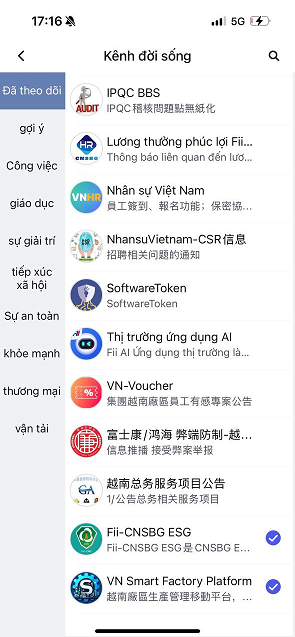 17:16
5G
Kênh đời sống
Đã theo dõi
gợi ý
Công việc
giáo dục
sự giải trí
tiếp xúc
xã hội
Sự an toàn
khỏe mạnh
thương mại
vận tải
AUDIT
IPQC BBS
IPQC稽核問題點無紙化
HR
CNSBG
Lương thưởng phúc lợi Fii...
Thông báo liên quan đến lươ...
VNHR
Nhân sự Việt Nam
員工簽到、報名功能；保密協...
CSR
NhansuVietnam-CSR信息
招聘相关问题的通知
SoftwareToken
SoftwareToken
Thị trường ứng dụng AI
Fii AI Ứng dụng thị trường là...
%
VN-Voucher
集團越南廠區員工有感專案公告
富士康/鸿海 弊端防制-越...
信息推播 接受弊案举报
GA
越南总务服务项目公告
1/公告总务相关服务项目
Fii-CNSBG ESG
Fii-CNSBG ESG是CNSBG E...
S
VN Smart Factory Platform
越南廠區生產管理移動平台，...